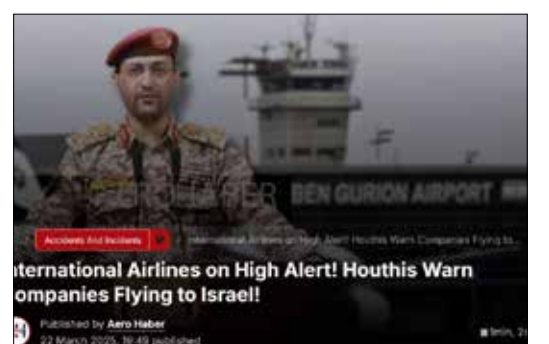 BEN GURION AIRPORT
Accidents And Incidents
International Airlines on High Alert! Houthis Warn Companies Flying to...
nternational Airlines on High Alert! Houthis Warn
ompanies Flying to Israel!
Published by Aero Haber
22 March 2025, 19:49 published